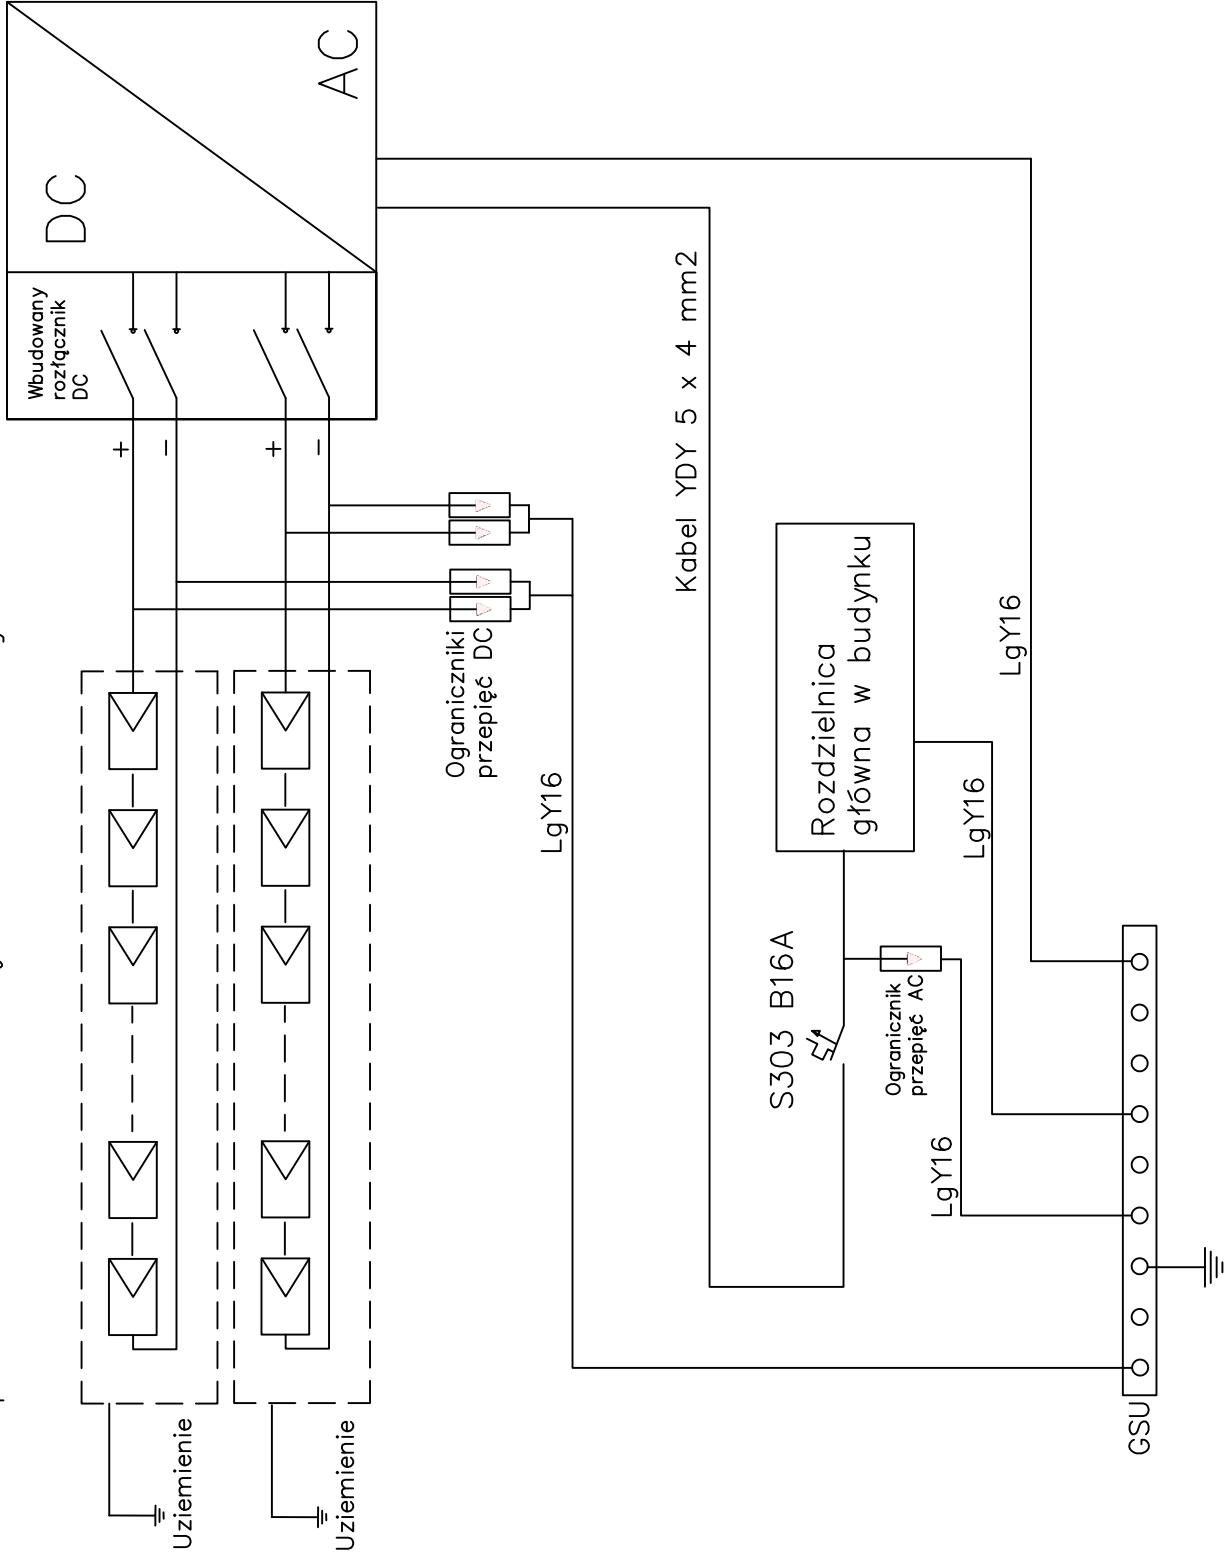 DC
AC
Wbudowany
rozłącznik
DC
+
–
+
–
Ograniczniki
przepięć DC
LgY16
Kabel YDY 5 x 4 mm2
Rozdzielnica
główna w budynku
LgY16
LgY16
S303 B16A
Ogranicznik
przepięć AC
LgY16
Uziemienie
Uziemienie
GSU